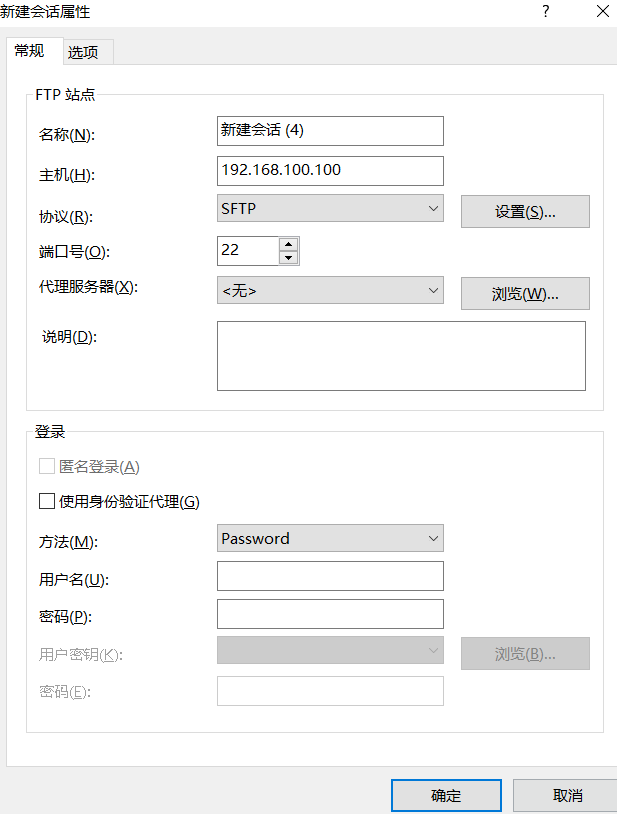 新建会话属性 ?
常规 选项
FTP 站点
名称(N): 新建会话 (4)
主机(H): 192.168.100.100
协议(R): SFTP 设置(S)...
端口号(O): 22
代理服务器(X): <无> 浏览(W)...
说明(D):
登录
匿名登录(A)
使用身份验证代理(G)
方法(M): Password
用户名(U):
密码(P):
用户密钥(K): 浏览(B)...
密码(E):
确定 取消